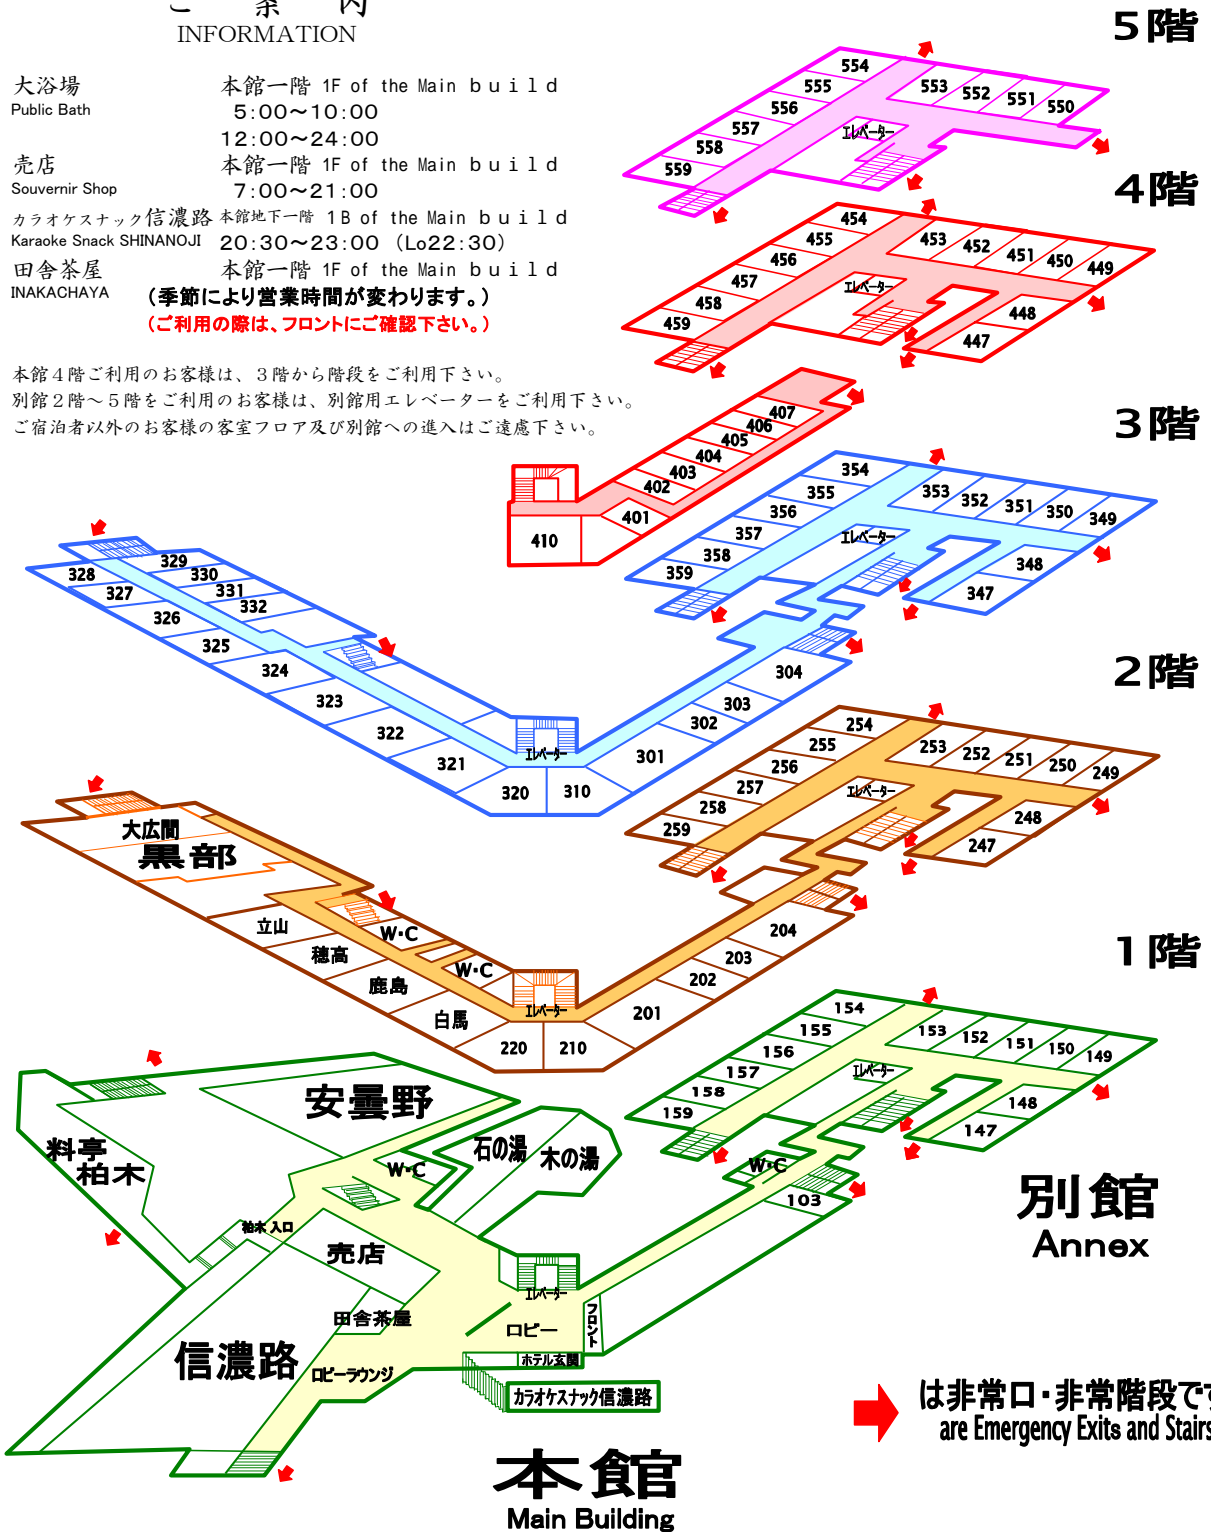 ご 案 内
INFORMATION
大浴場 本館一階 1F of the Main build
Public Bath 5:00～10:00
12:00～24:00
売店 本館一階 1F of the Main build
Souvernir Shop 7:00～21:00
カラオケスナック信濃路 本館地下一階 1B of the Main build
Karaoke Snack SHINANOJI 20:30～23:00 (Lo22:30)
田舎茶屋 本館一階 1F of the Main build
INAKACHAYA (季節により営業時間が変わります。)
(ご利用の際は、フロントにご確認下さい。)
本館４階ご利用のお客様は、３階から階段をご利用下さい。
別館２階～５階をご利用のお客様は、別館用エレベーターをご利用下さい。
ご宿泊者以外のお客様の客室フロア及び別館への進入はご遠慮下さい。
5階
554
555
556
557
558
559
553
552
551
550
エレベーター
4階
454
455
456
457
458
459
453
452
451
450
449
448
447
エレベーター
407
406
405
404
403
402
401
410
3階
354
355
356
357
358
359
353
352
351
350
349
348
347
エレベーター
329
330
331
332
328
327
326
325
324
323
322
321
320
310
301
302
303
304
エレベーター
2階
254
255
256
257
258
259
253
252
251
250
249
248
247
エレベーター
大広間
黒部
立山
穂高
鹿島
白馬
W・C
W・C
220
210
201
202
203
204
エレベーター
1階
154
155
156
157
158
159
153
152
151
150
149
148
147
エレベーター
W・C
103
安曇野
料亭
柏木
石の湯
木の湯
W・C
柏木 入口
売店
田舎茶屋
信濃路
ロビーラウンジ
エレベーター
ロビー
フロント
ホテル玄関
カラオケスナック信濃路
別館
Annex
本館
Main Building
は非常口・非常階段です
are Emergency Exits and Stairs